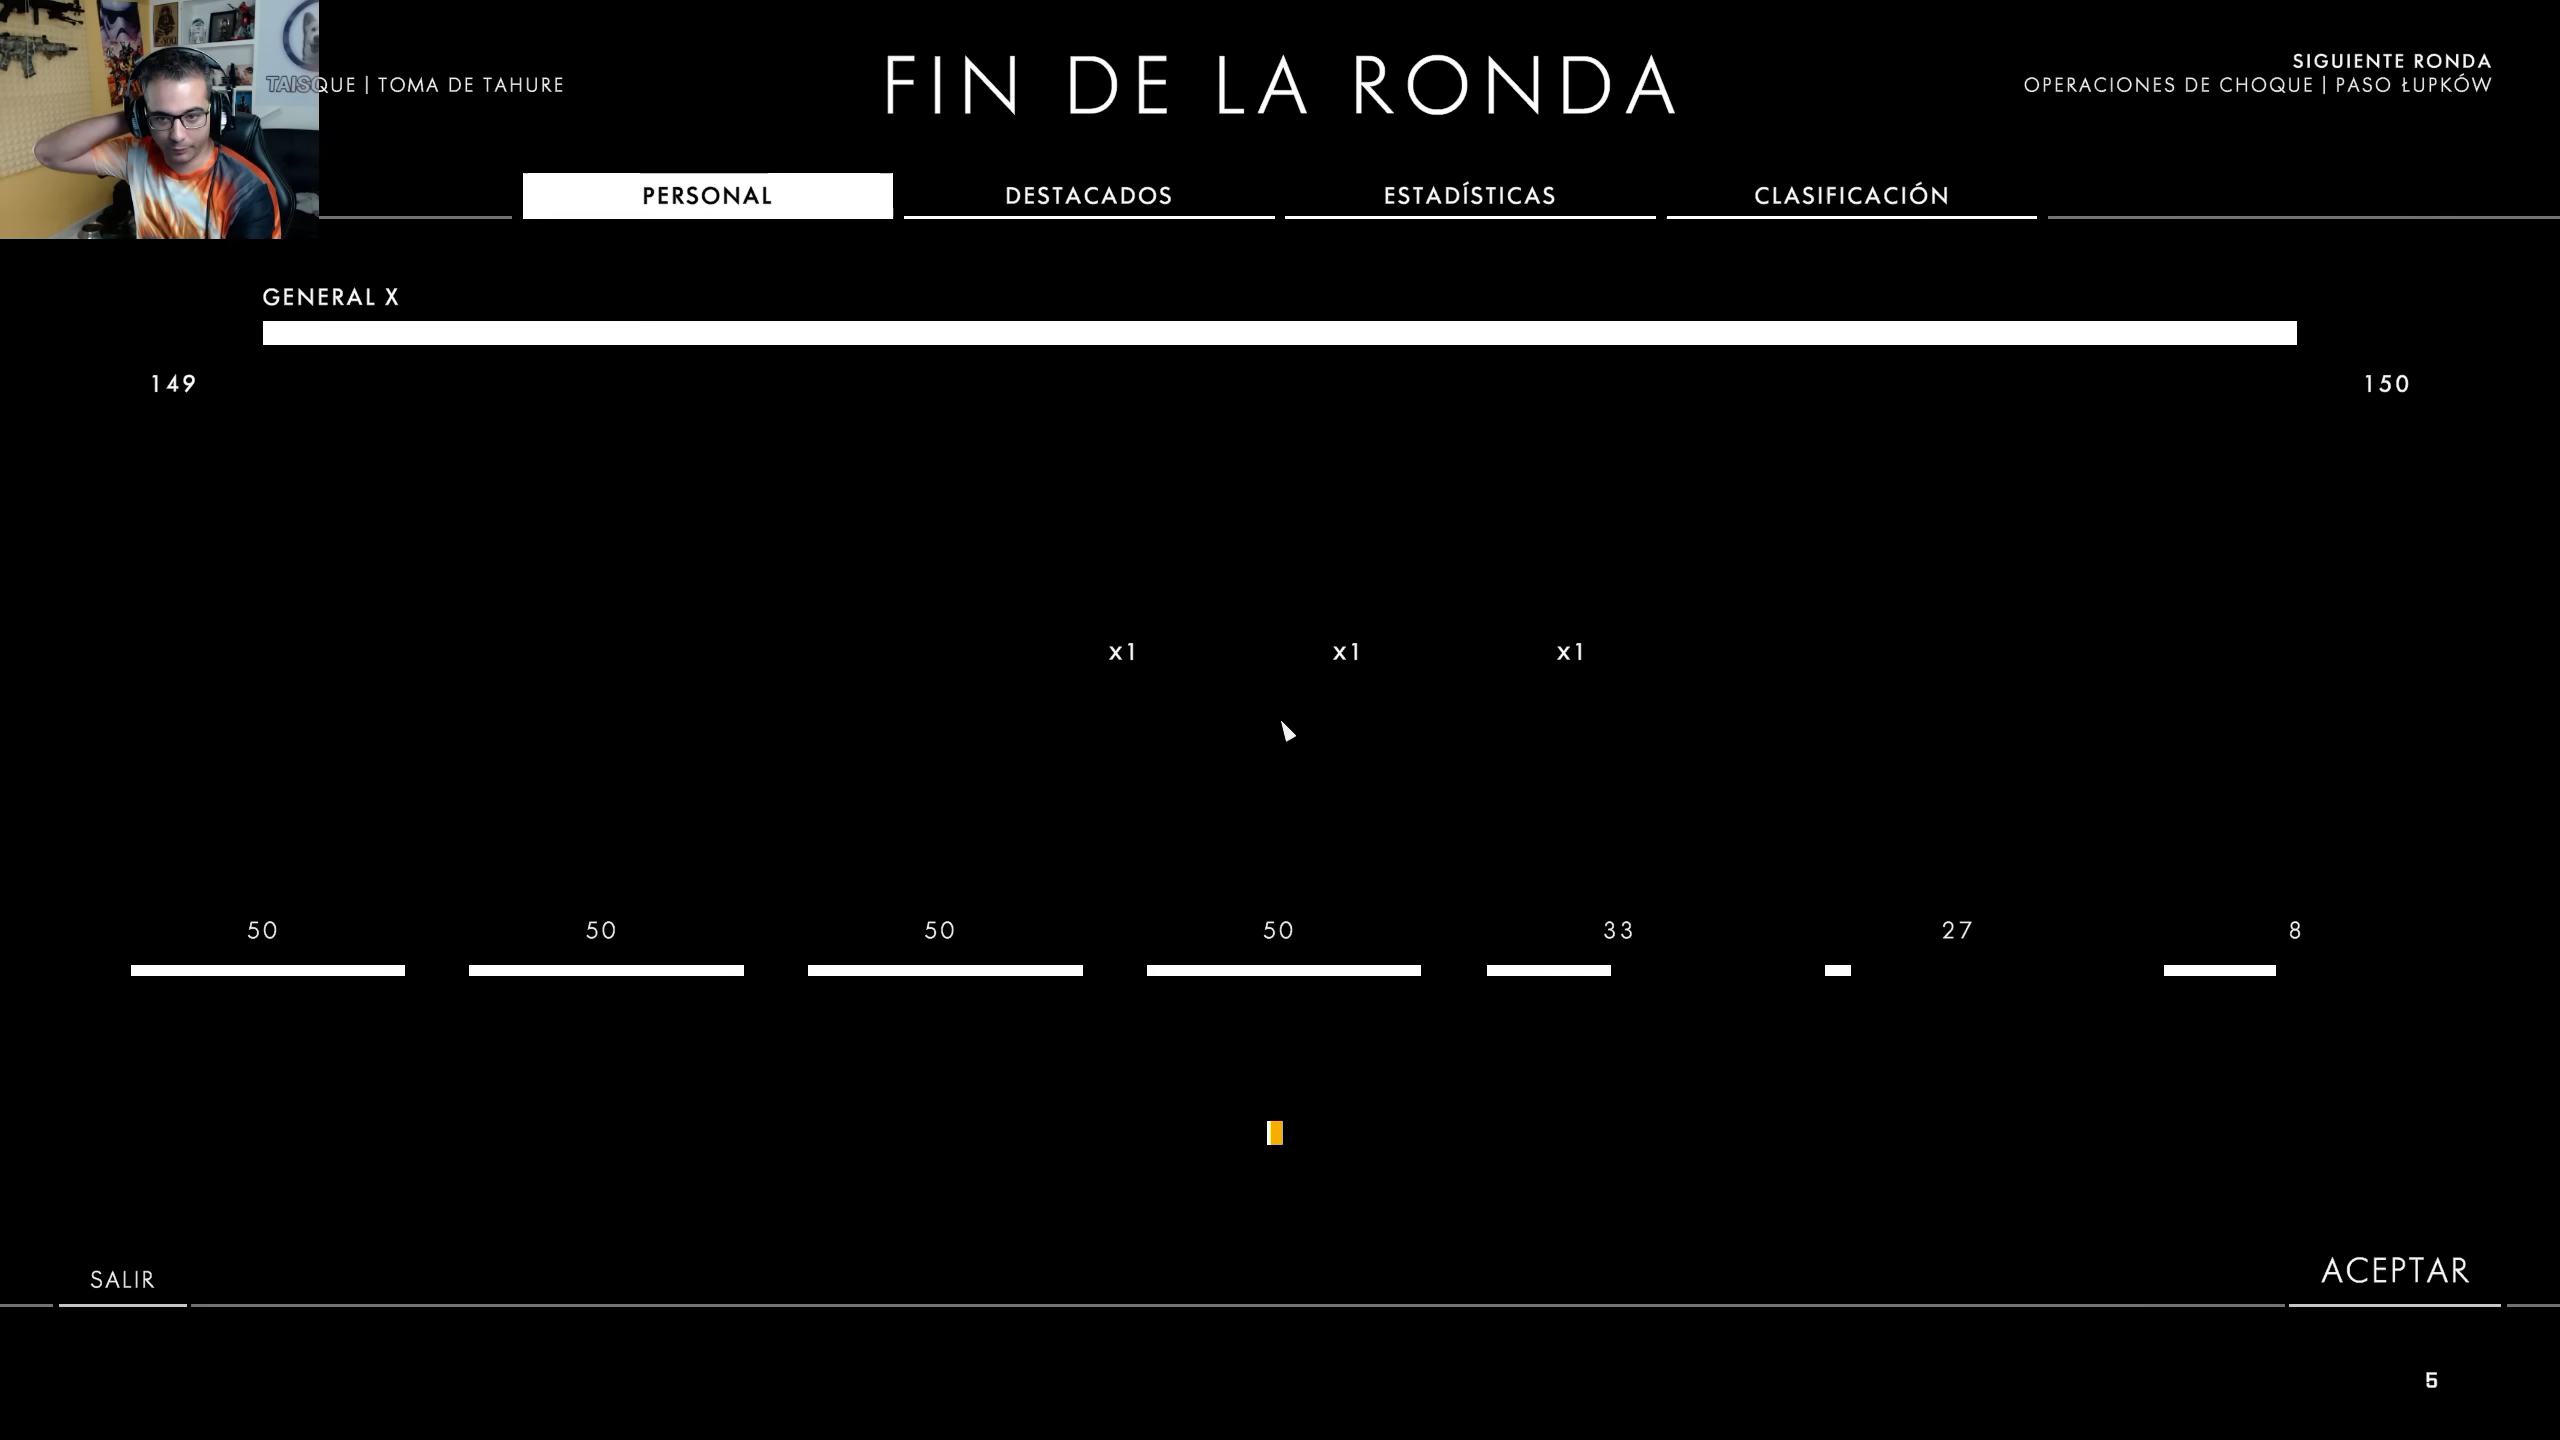 TAISQUE | TOMA DE TAHURE
FIN DE LA RONDA
SIGUIENTE RONDA
OPERACIONES DE CHOQUE | PASO ŁUPKÓW
PERSONAL
DESTACADOS
ESTADÍSTICAS
CLASIFICACIÓN
GENERAL X
149
150
x1
x1
x1
50
50
50
50
33
27
8
SALIR
ACEPTAR
5